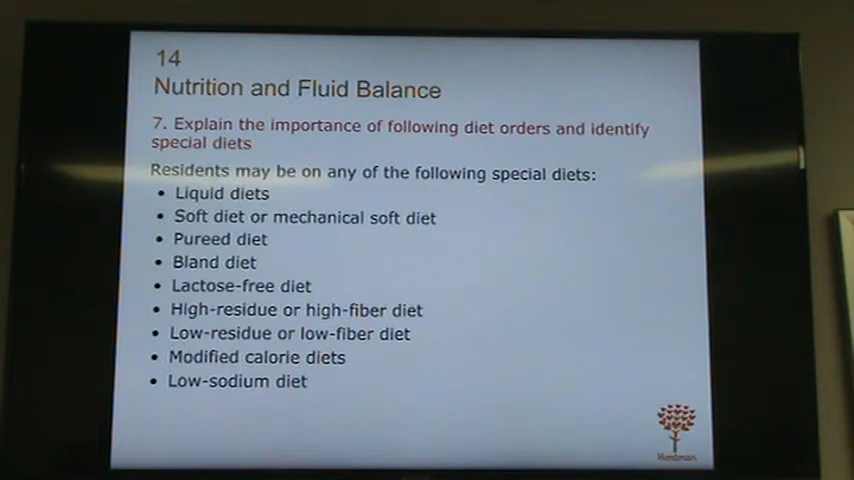 14
Nutrition and Fluid Balance
7. Explain the importance of following diet orders and identify
special diets
Residents may be on any of the following special diets:
• Liquid diets
• Soft diet or mechanical soft diet
• Pureed diet
• Bland diet
• Lactose-free diet
• High-residue or high-fiber diet
• Low-residue or low-fiber diet
• Modified calorie diets
• Low-sodium diet
Hartman